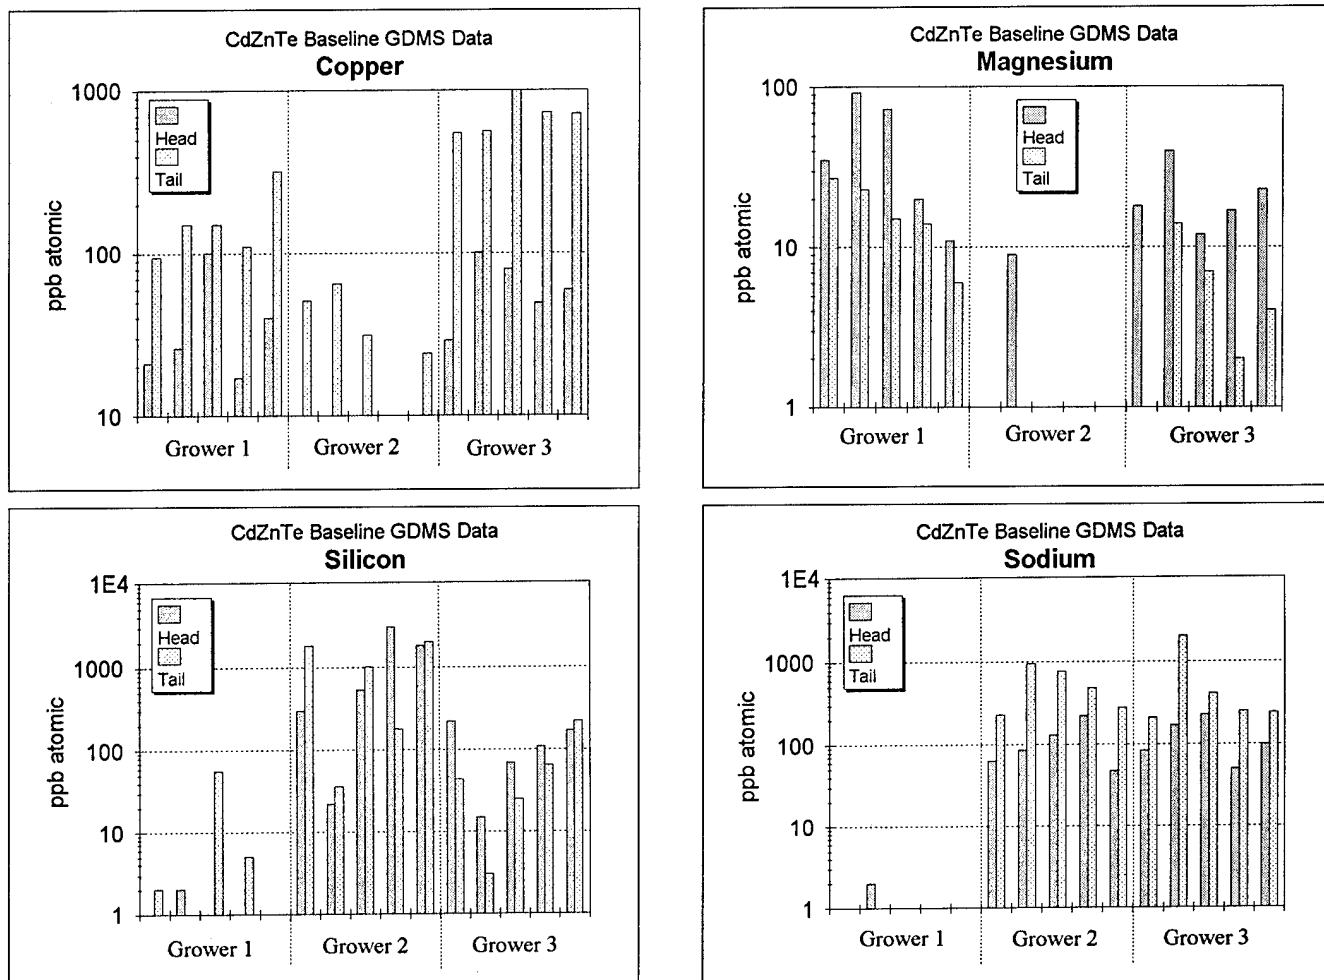 CdZnTe Baseline GDMS Data
Copper
1000
100
10
ppb atomic
Head
Tail
Grower 1
Grower 2
Grower 3
CdZnTe Baseline GDMS Data
Magnesium
100
10
1
ppb atomic
Head
Tail
Grower 1
Grower 2
Grower 3
CdZnTe Baseline GDMS Data
Silicon
1E4
1000
100
10
1
ppb atomic
Head
Tail
Grower 1
Grower 2
Grower 3
CdZnTe Baseline GDMS Data
Sodium
1E4
1000
100
10
1
ppb atomic
Head
Tail
Grower 1
Grower 2
Grower 3